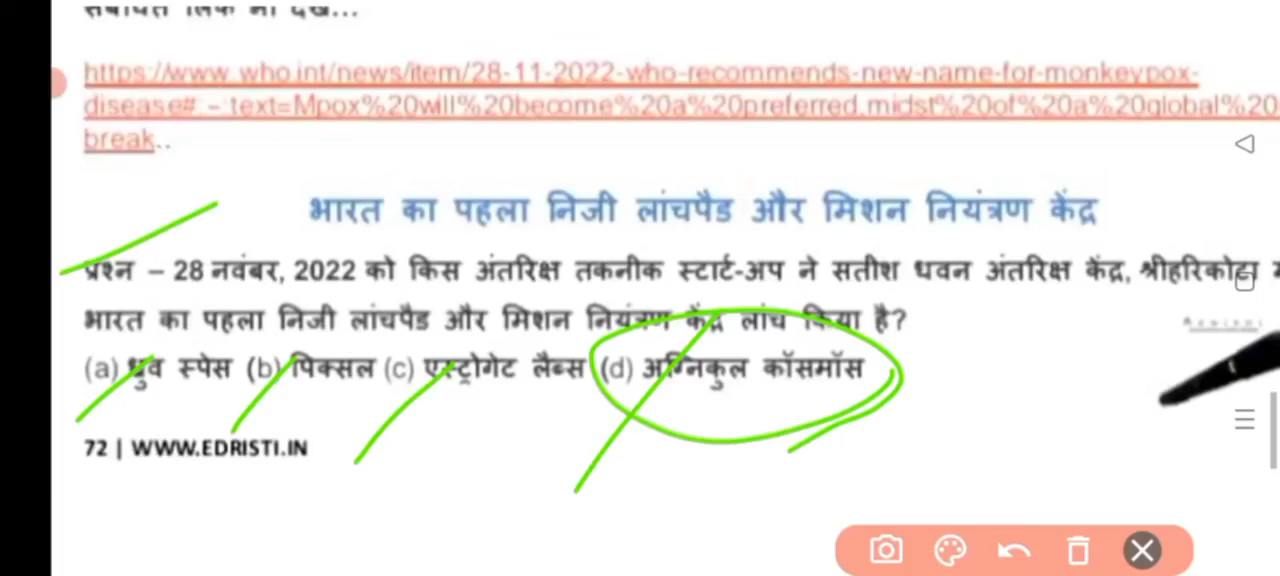 https://www.who.int/news/item/28-11-2022-who-recommends-new-name-for-monkeypox-
disease#:~:text=Mpox%20will%20become%20a%20preferred,midst%20of%20a%20global%20
break..
भारत का पहला निजी लांचपैड और मिशन नियंत्रण केंद्र
प्रश्न – 28 नवंबर, 2022 को किस अंतरिक्ष तकनीक स्टार्ट-अप ने सतीश धवन अंतरिक्ष केंद्र, श्रीहरिकोटा
भारत का पहला निजी लांचपैड और मिशन नियंत्रण केंद्र लांच किया है?
(a) ध्रुव स्पेस (b) पिक्सल (c) एस्ट्रोगेट लैब्स (d) अग्निकुल कॉसमॉस
72 | WWW.EDRISTI.IN